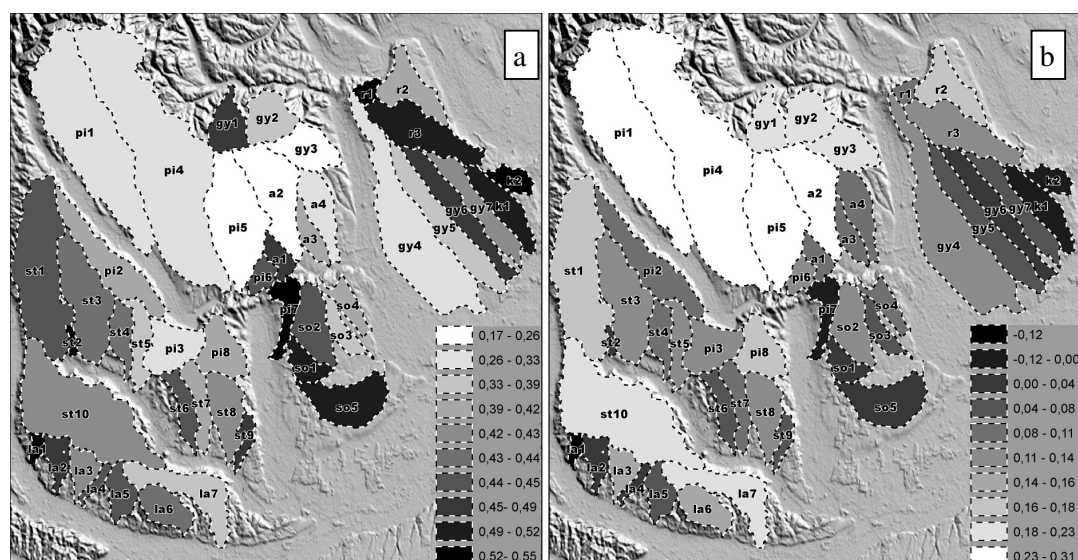 a
r1
r2
r3
gy1
gy2
gy3
pi1
pi4
a2
a4
a3
pi5
k2
k1
gy7
gy6
gy5
gy4
a1
pi6
pi7
st1
pi2
st3
st2
st4
st5
pi3
pi8
so2
so4
so3
so1
so5
st10
st6
st7
st8
st9
la1
la2
la3
la4
la5
la6
la7
0,17 - 0,26
0,26 - 0,33
0,33 - 0,39
0,39 - 0,42
0,42 - 0,43
0,43 - 0,44
0,44 - 0,45
0,45 - 0,49
0,49 - 0,52
0,52- 0,55
b
r1
r2
r3
gy1
gy2
gy3
pi1
pi4
a2
a4
a3
pi5
k2
k1
gy7
gy6
gy5
gy4
pi6
pi7
st1
pi2
st3
st2
st4
st5
pi3
pi8
so2
so4
so3
so1
so5
st10
st6
st7
st8
st9
la1
la2
la3
la4
la5
la6
la7
-0,12
-0,12 - 0,00
0,00 - 0,04
0,04 - 0,08
0,08 - 0,11
0,11 - 0,14
0,14 - 0,16
0,16 - 0,18
0,18 - 0,23
0,23 - 0,31